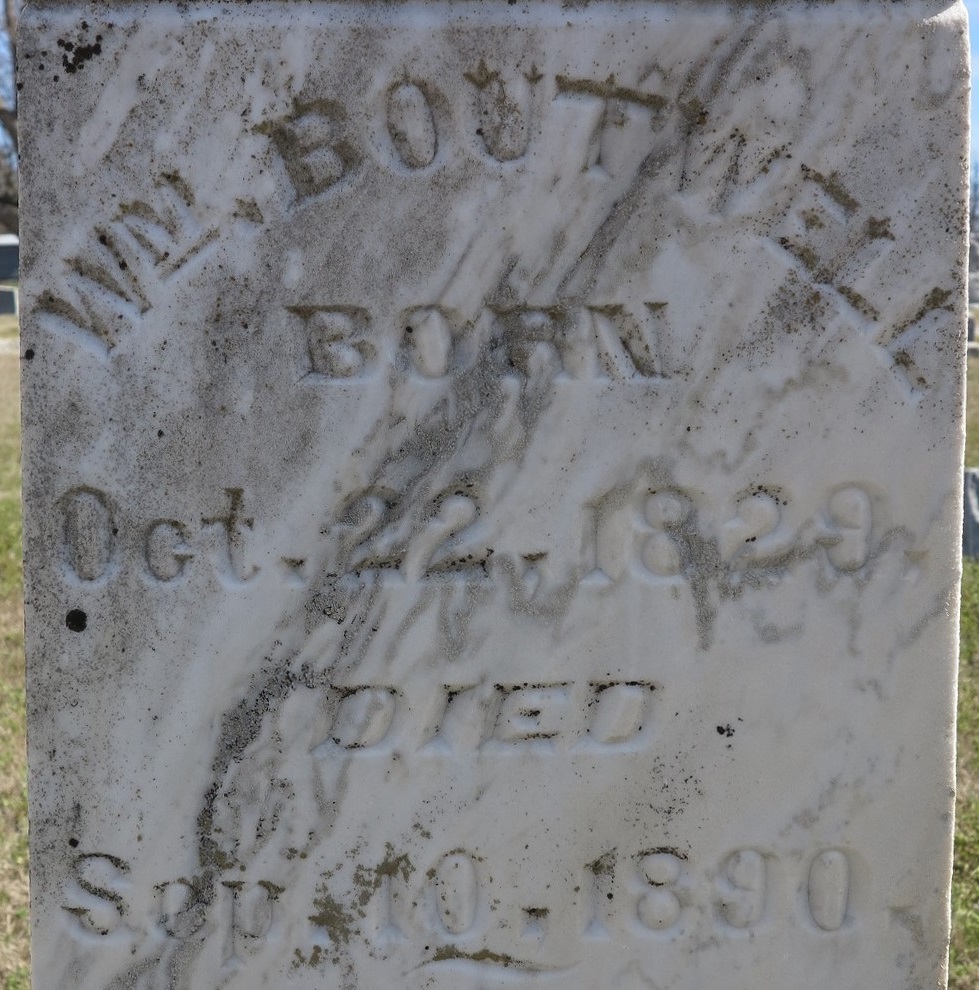 WM. BOUTWELL
BORN
Oct. 22, 1829.
DIED
Sep. 10, 1890.